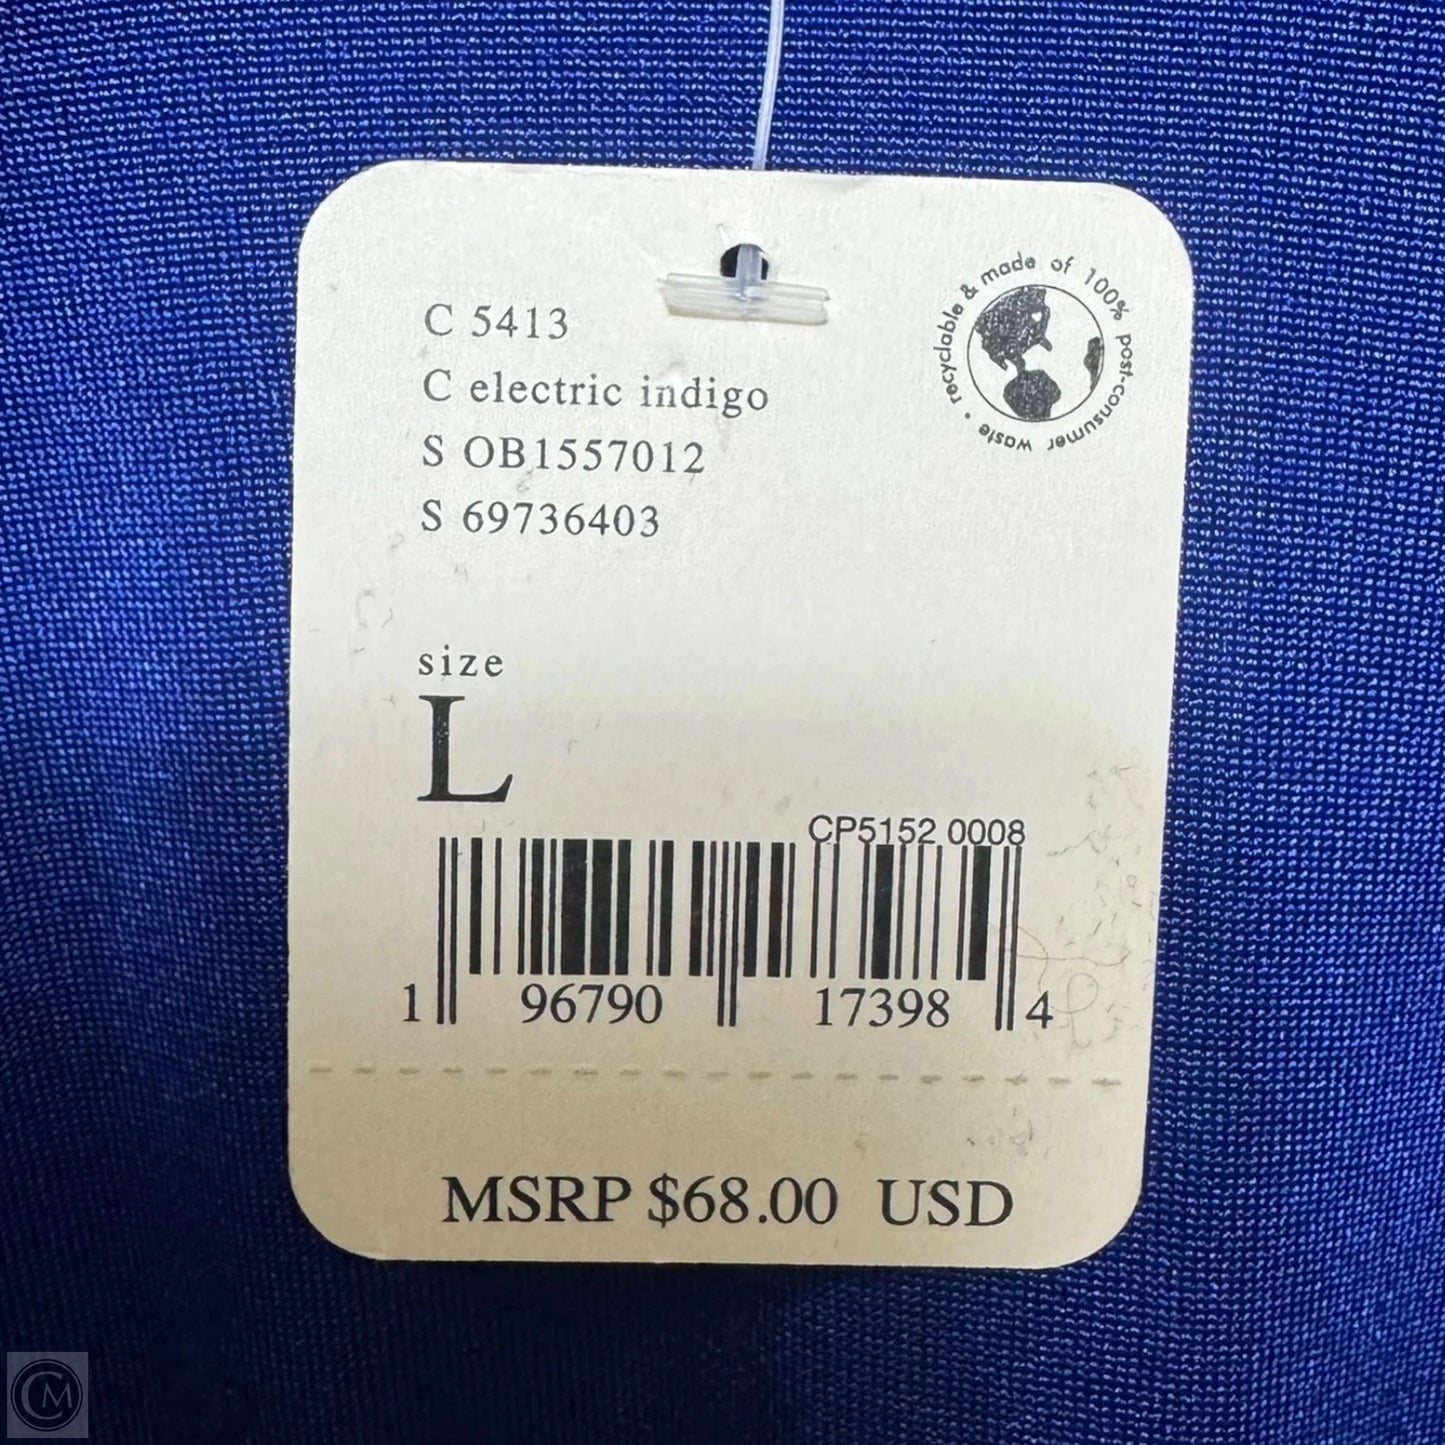 C 5413
C electric indigo
S OB1557012
S 69736403
recyclable & made of 100% post-consumer waste •
size
L
CP5152 0008
1 96790 17398 4
MSRP $68.00 USD
CM